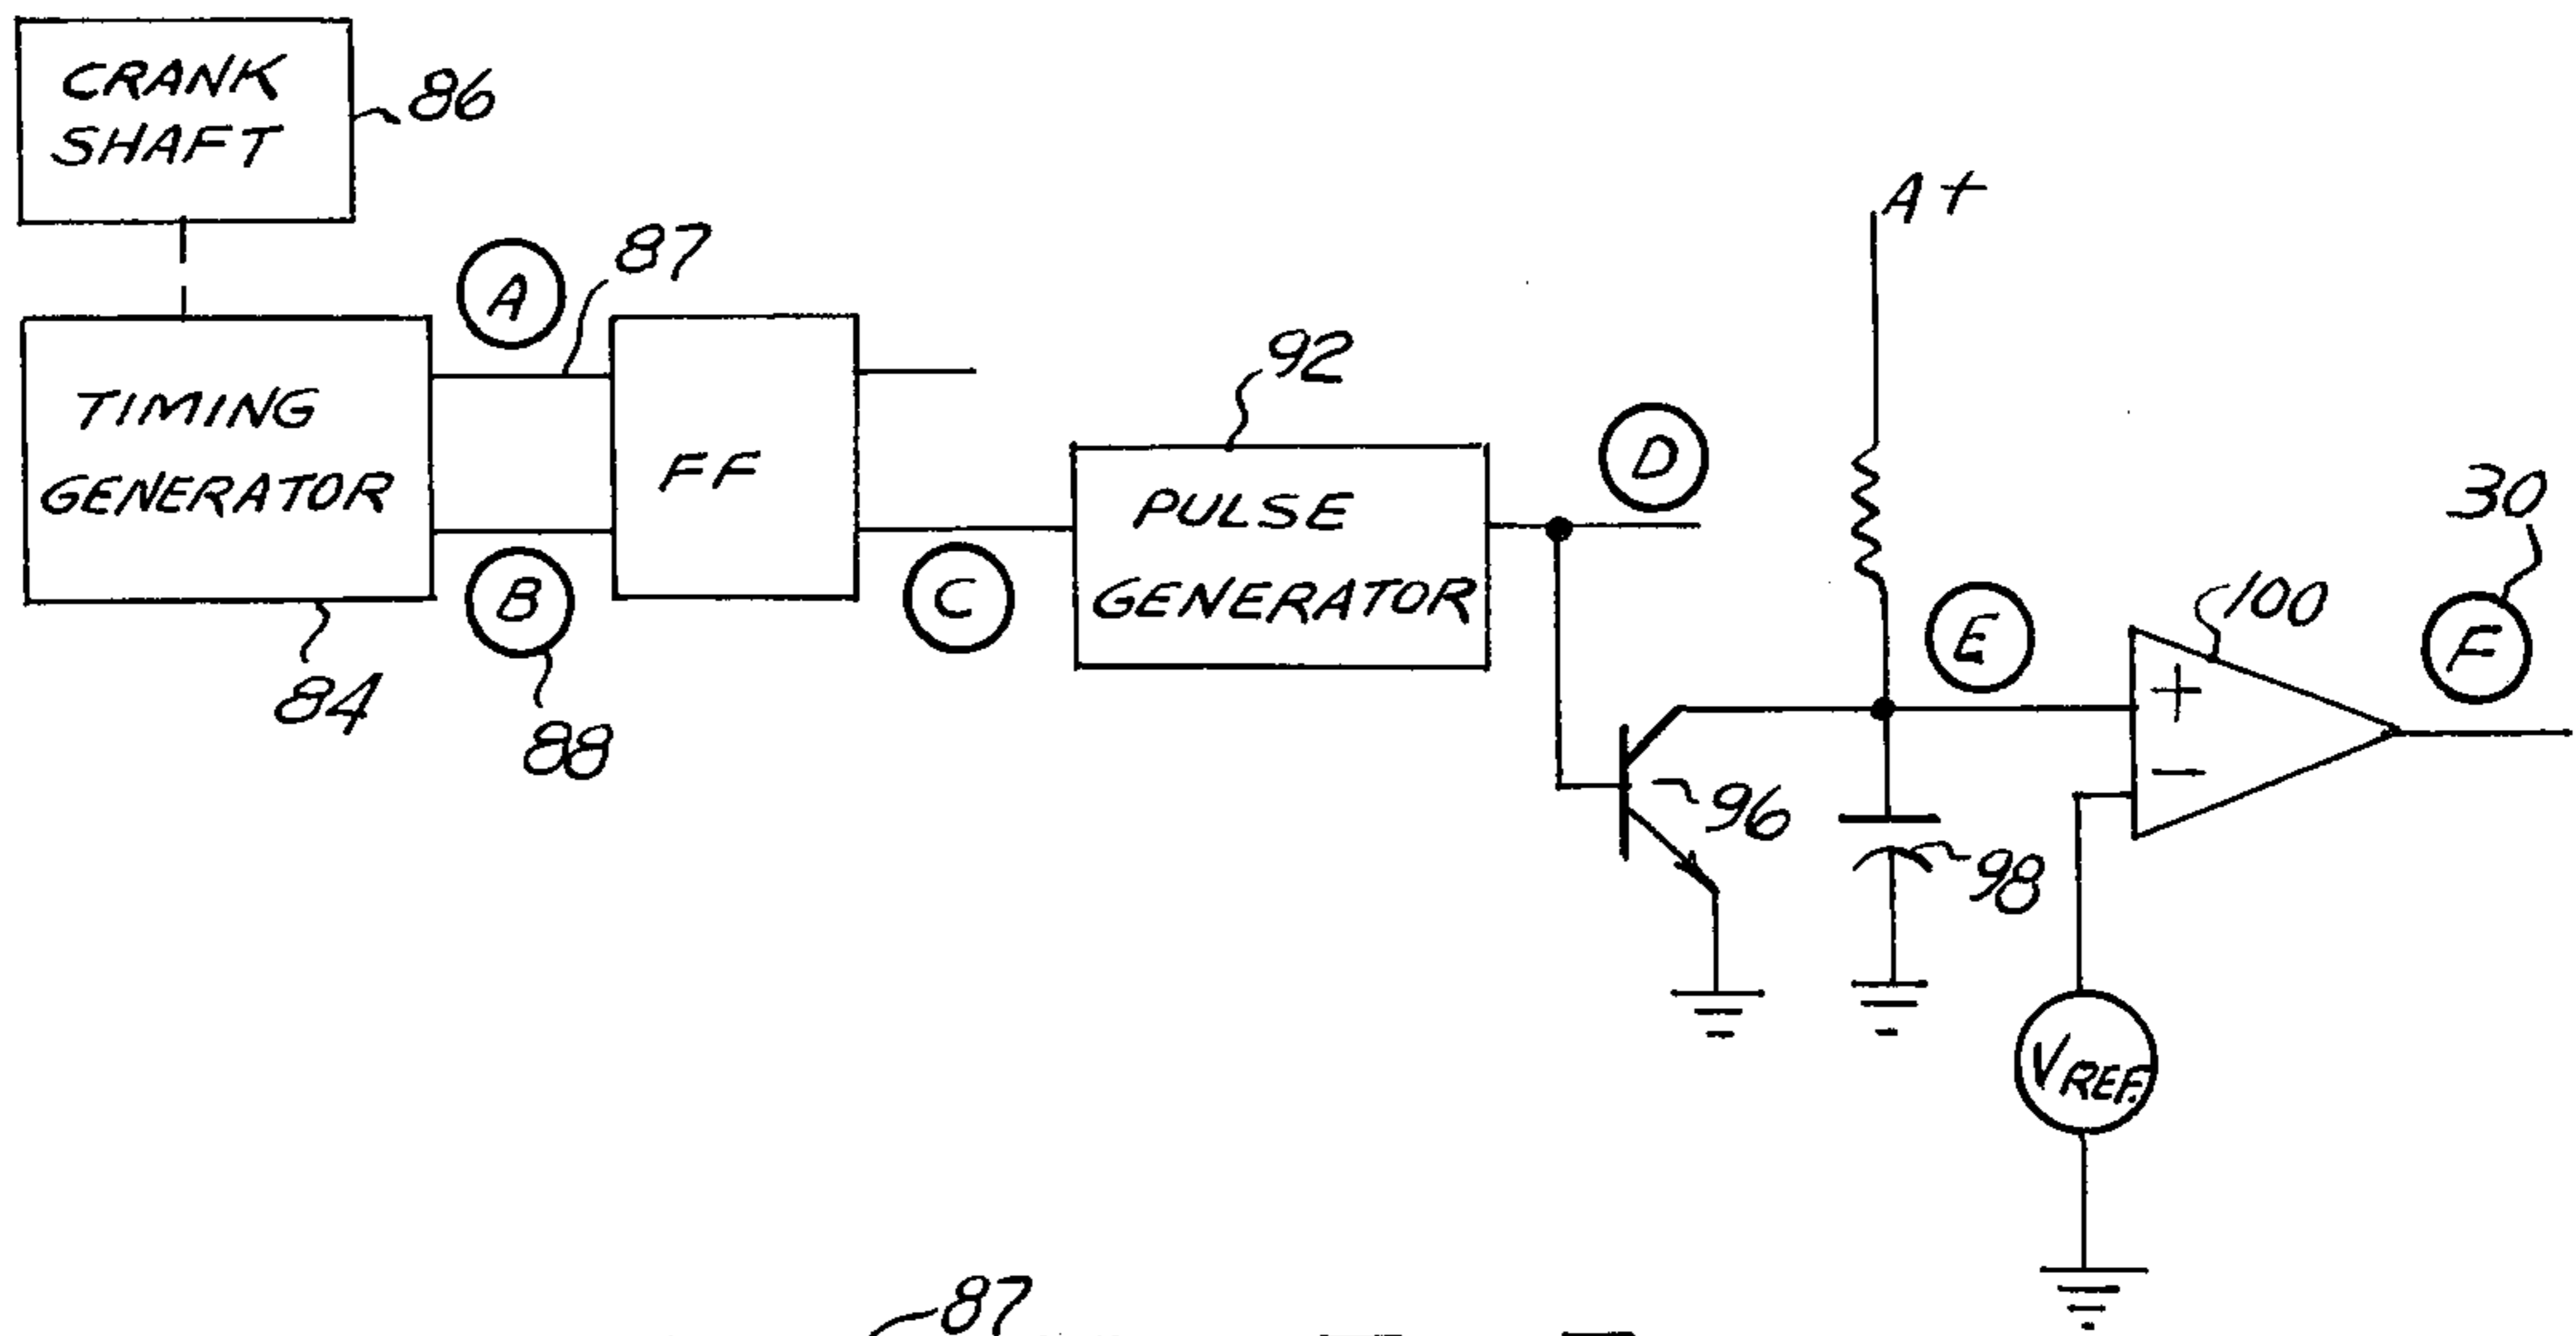 CRANK
SHAFT
86
A
87
TIMING
GENERATOR
84
B
88
FF
C
92
PULSE
GENERATOR
D
A+
E
96
98
100
+
-
30
F
VREF.
87